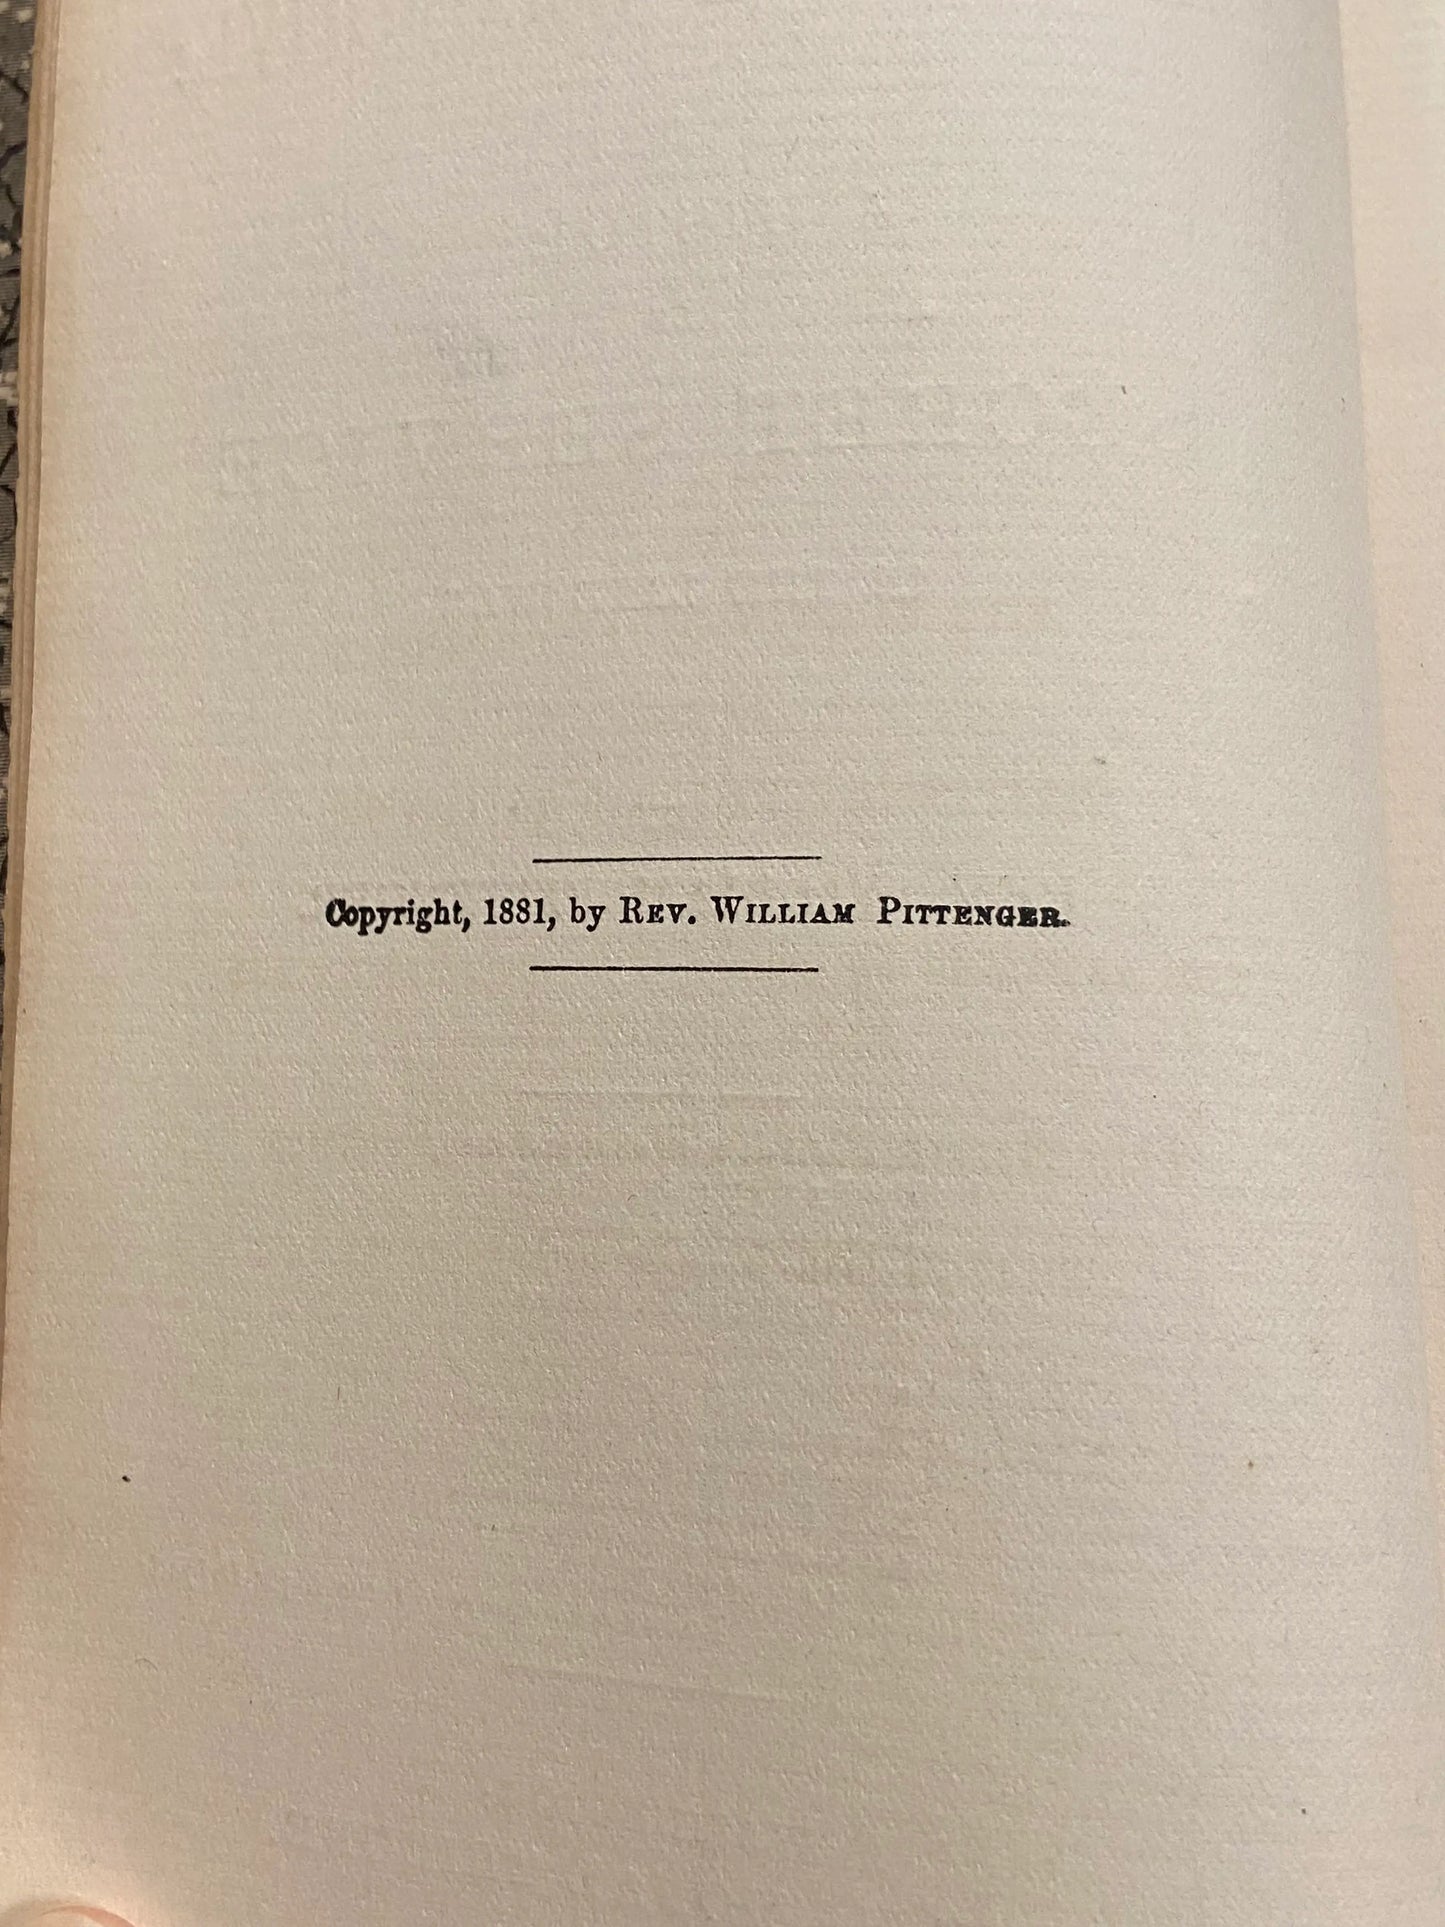 Copyright, 1881, by REV. WILLIAM PITTENGER.